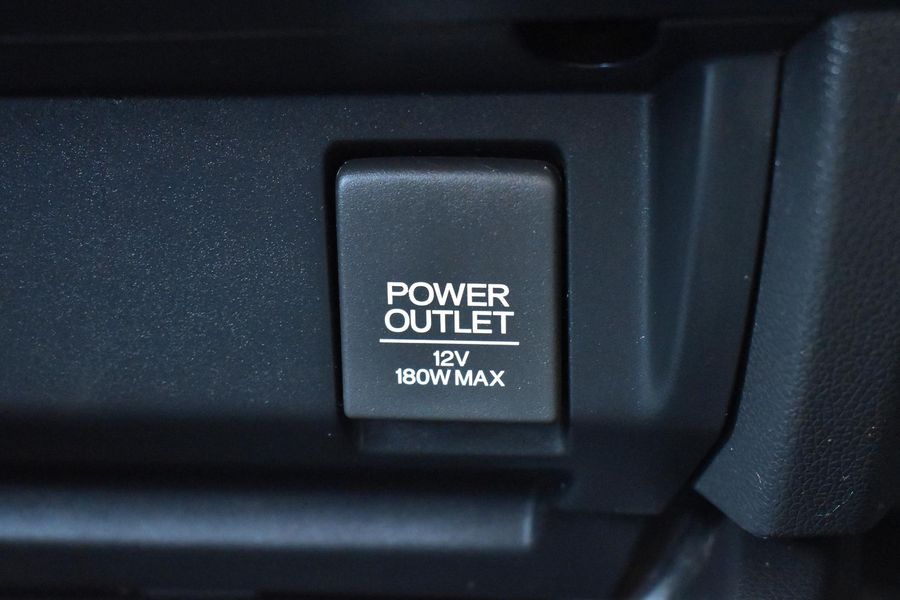 POWER
OUTLET
12V
180W MAX